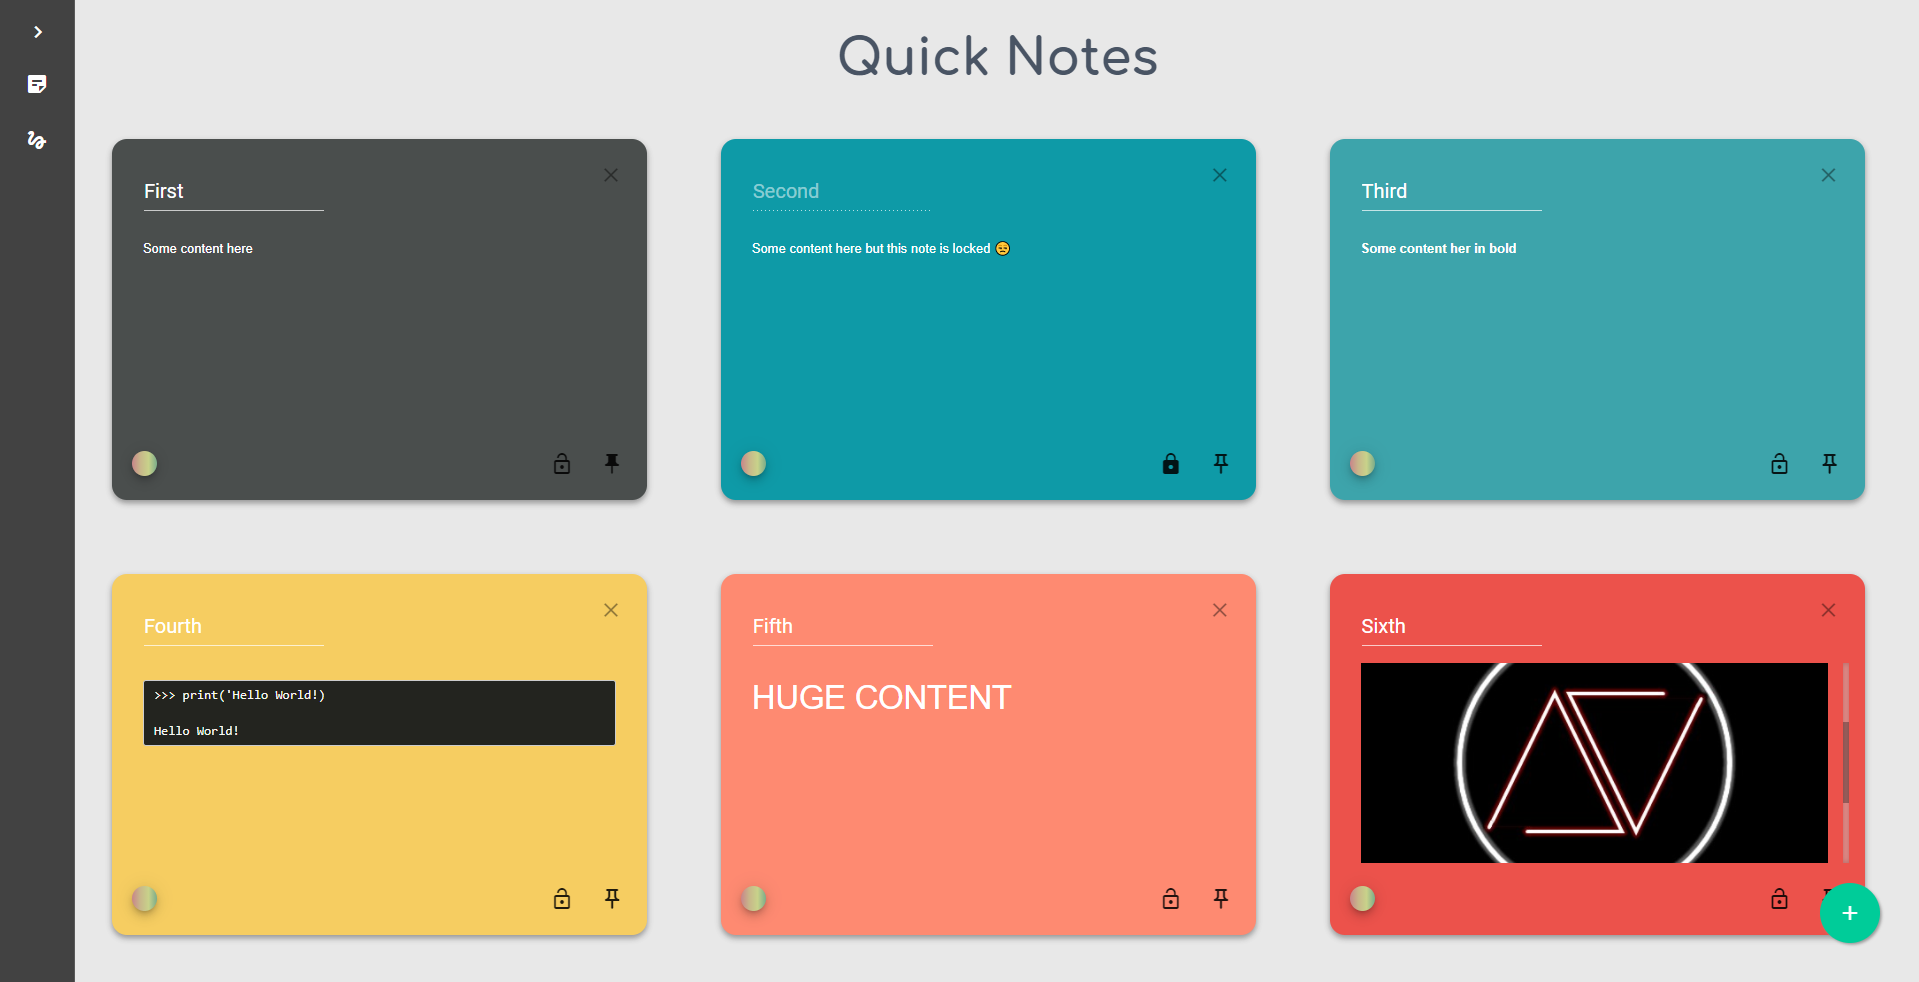 Quick Notes
First
Some content here
Second
Some content here but this note is locked 😞
Third
Some content her in bold
Fourth
>>> print('Hello World!)
Hello World!
Fifth
HUGE CONTENT
Sixth